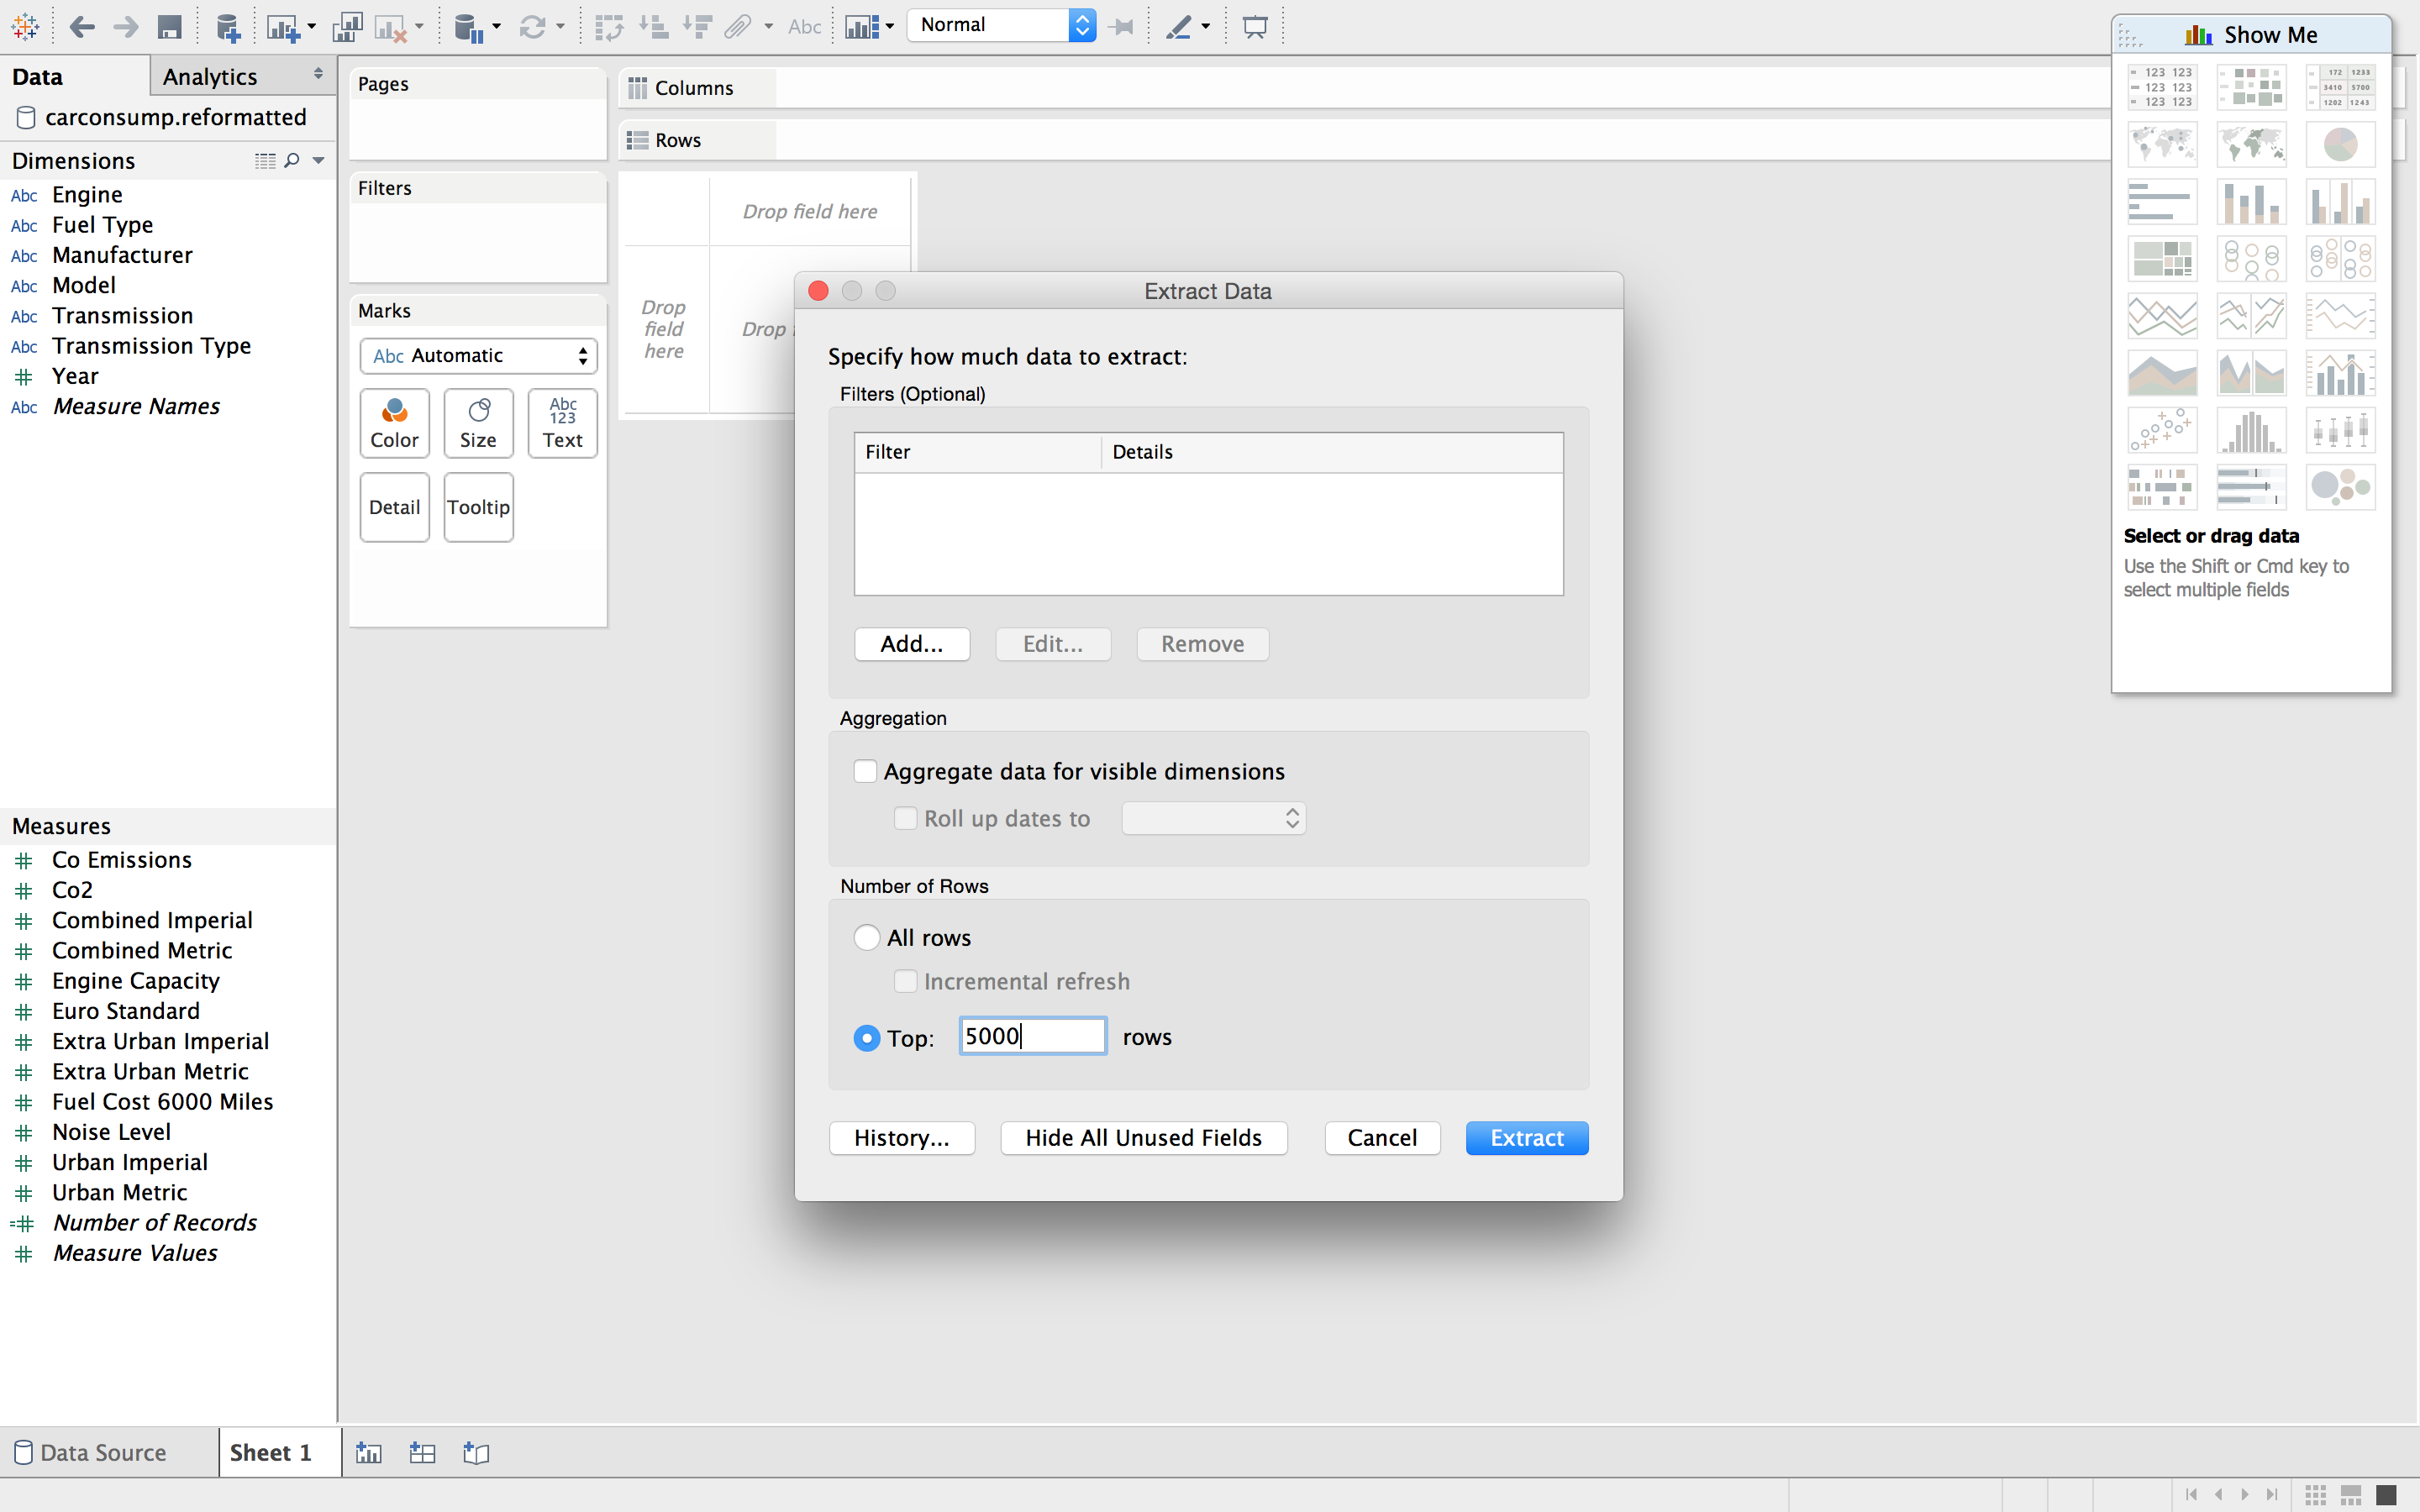 Abc
Normal
Show Me
Data
Analytics
carconsump.reformatted
Dimensions
Abc Engine
Abc Fuel Type
Abc Manufacturer
Abc Model
Abc Transmission
Abc Transmission Type
# Year
Abc Measure Names
Measures
# Co Emissions
# Co2
# Combined Imperial
# Combined Metric
# Engine Capacity
# Euro Standard
# Extra Urban Imperial
# Extra Urban Metric
# Fuel Cost 6000 Miles
# Noise Level
# Urban Imperial
# Urban Metric
=# Number of Records
# Measure Values
Pages
Filters
Marks
Abc Automatic
Color
Size
Abc
123
Text
Detail
Tooltip
Columns
Rows
Drop field here
Drop
field
here
Drop
Extract Data
Specify how much data to extract:
Filters (Optional)
Filter
Details
Add...
Edit...
Remove
Aggregation
Aggregate data for visible dimensions
Roll up dates to
Number of Rows
All rows
Incremental refresh
Top: 5000 rows
History...
Hide All Unused Fields
Cancel
Extract
123 123
123 123
123 123
172 1233
3410 5700
1202 1243
Select or drag data
Use the Shift or Cmd key to
select multiple fields
Data Source
Sheet 1